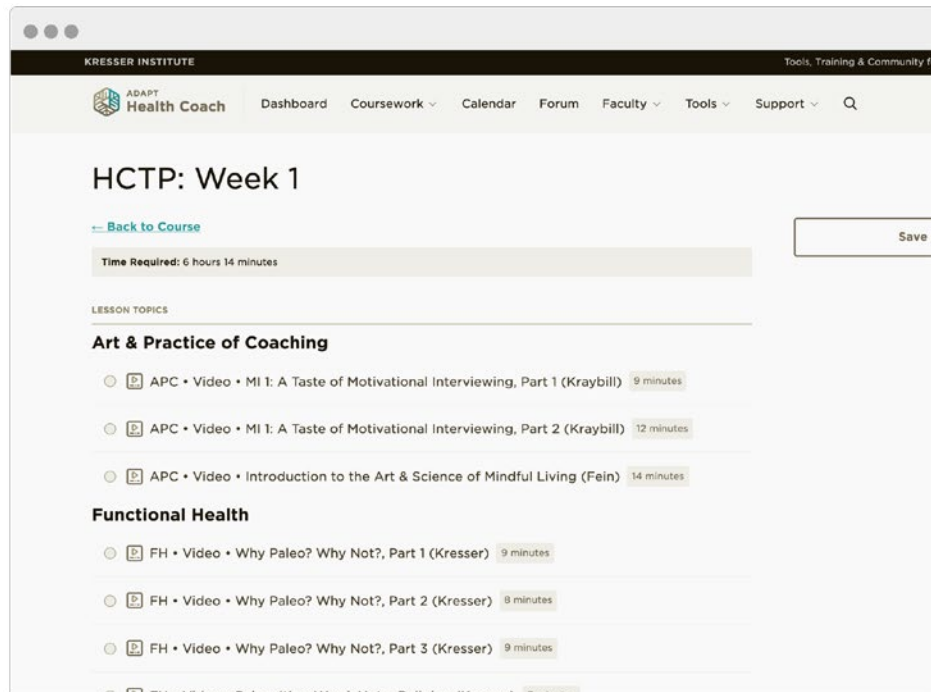 KRESSER INSTITUTE
Tools, Training & Community
ADAPT
Health Coach
Dashboard Coursework Calendar Forum Faculty Tools Support
HCTP: Week 1
← Back to Course
Save
Time Required: 6 hours 14 minutes
LESSON TOPICS
Art & Practice of Coaching
APC • Video • MI 1: A Taste of Motivational Interviewing, Part 1 (Kraybill) 9 minutes
APC • Video • MI 1: A Taste of Motivational Interviewing, Part 2 (Kraybill) 12 minutes
APC • Video • Introduction to the Art & Science of Mindful Living (Fein) 14 minutes
Functional Health
FH • Video • Why Paleo? Why Not?, Part 1 (Kresser) 9 minutes
FH • Video • Why Paleo? Why Not?, Part 2 (Kresser) 8 minutes
FH • Video • Why Paleo? Why Not?, Part 3 (Kresser) 9 minutes